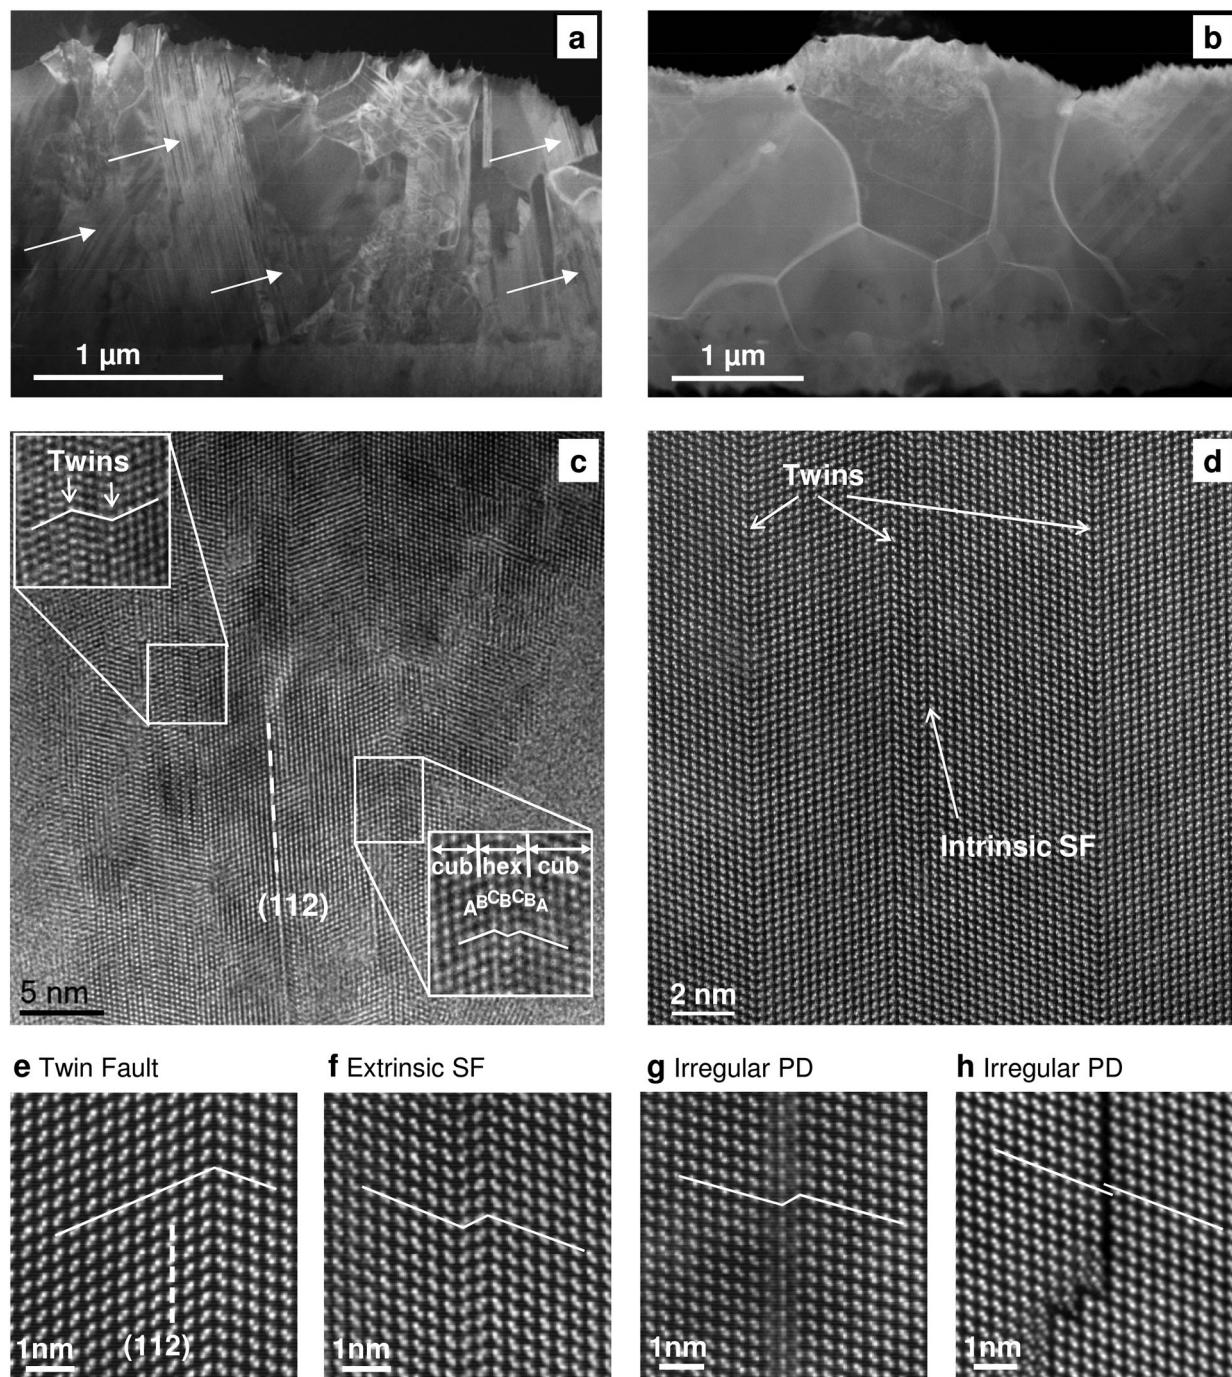 a
b
1 µm
1 µm
Twins
c
cub hex cub
ABCBCBA
(112)
5 nm
Twins
d
Intrinsic SF
2 nm
e Twin Fault
f Extrinsic SF
g Irregular PD
h Irregular PD
(112)
1nm
1nm
1nm
1nm